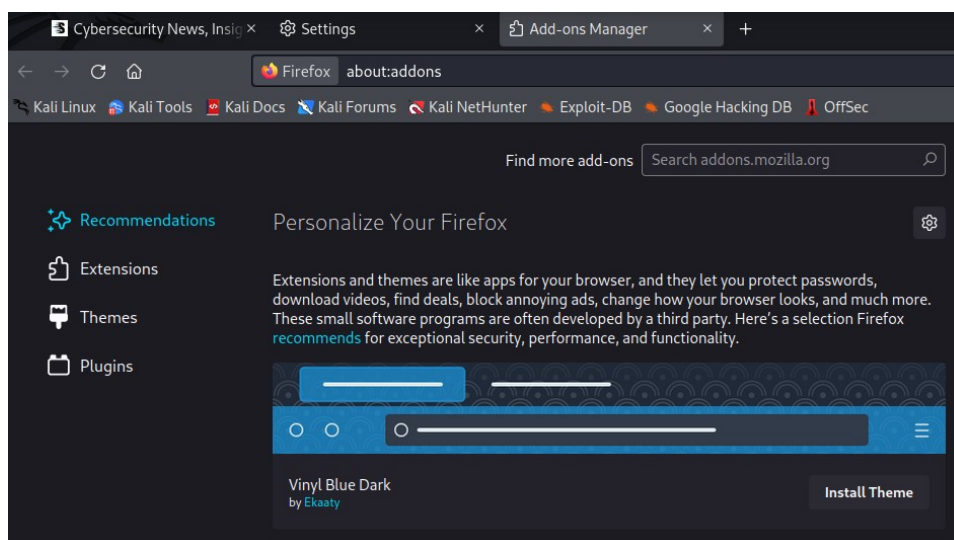 Cybersecurity News, Insig
Settings
Add-ons Manager
Firefox about:addons
Kali Linux Kali Tools Kali Docs Kali Forums Kali NetHunter Exploit-DB Google Hacking DB OffSec
Find more add-ons Search addons.mozilla.org
Recommendations
Extensions
Themes
Plugins
Personalize Your Firefox
Extensions and themes are like apps for your browser, and they let you protect passwords,
download videos, find deals, block annoying ads, change how your browser looks, and much more.
These small software programs are often developed by a third party. Here's a selection Firefox
recommends for exceptional security, performance, and functionality.
Vinyl Blue Dark
by Ekaaty
Install Theme